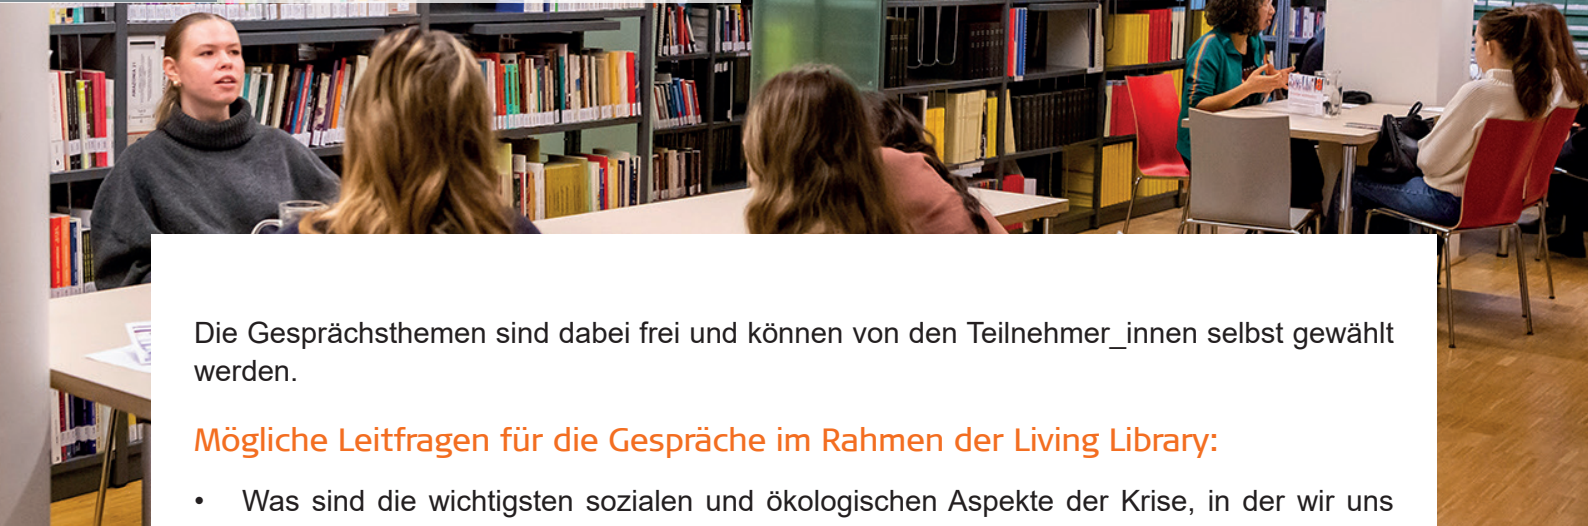 Die Gesprächsthemen sind dabei frei und können von den Teilnehmer_innen selbst gewählt
werden.
Mögliche Leitfragen für die Gespräche im Rahmen der Living Library:
• Was sind die wichtigsten sozialen und ökologischen Aspekte der Krise, in der wir uns